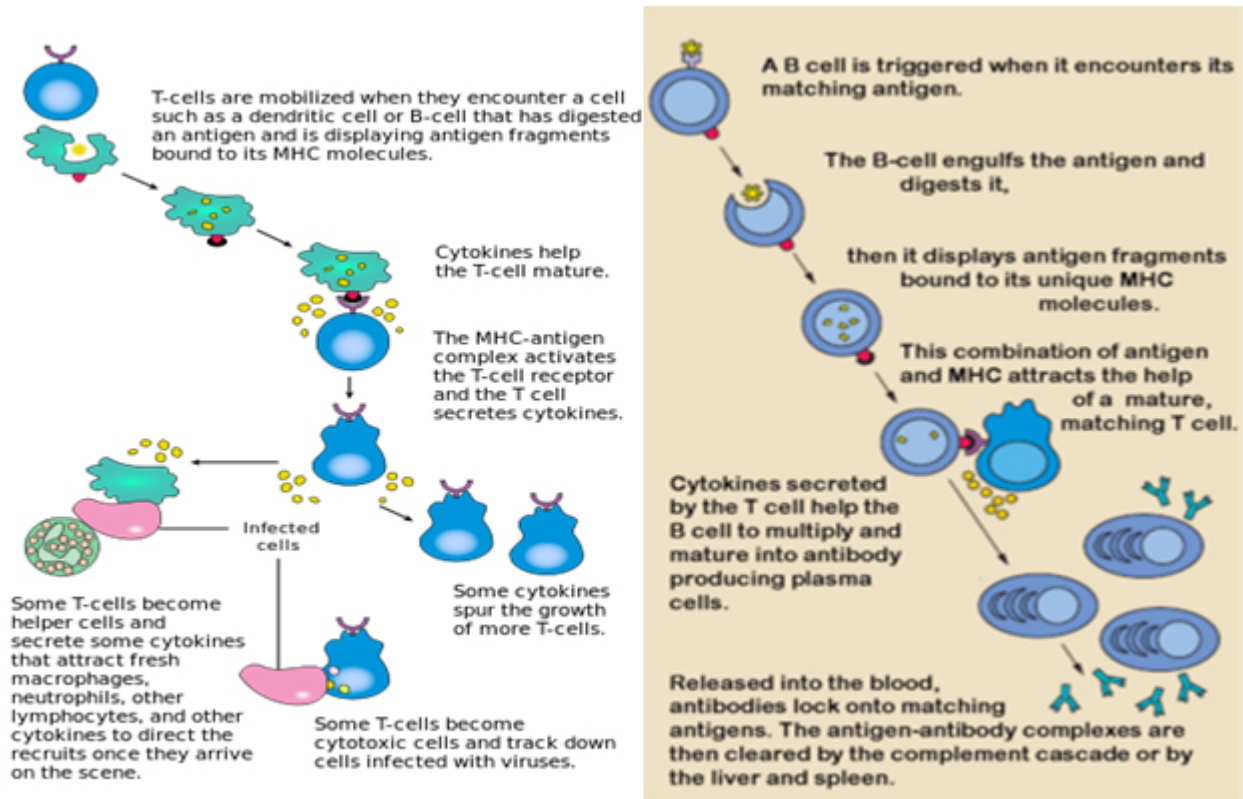 T-cells are mobilized when they encounter a cell
such as a dendritic cell or B-cell that has digested
an antigen and is displaying antigen fragments
bound to its MHC molecules.
Cytokines help
the T-cell mature.
The MHC-antigen
complex activates
the T-cell receptor
and the T cell
secretes cytokines.
Infected
cells
Some cytokines
spur the growth
of more T-cells.
Some T-cells become
helper cells and
secrete some cytokines
that attract fresh
macrophages,
neutrophils, other
lymphocytes, and other
cytokines to direct the
recruits once they arrive
on the scene.
Some T-cells become
cytotoxic cells and track down
cells infected with viruses.
A B cell is triggered when it encounters its
matching antigen.
The B-cell engulfs the antigen and
digests it,
then it displays antigen fragments
bound to its unique MHC
molecules.
This combination of antigen
and MHC attracts the help
of a mature,
matching T cell.
Cytokines secreted
by the T cell help the
B cell to multiply and
mature into antibody
producing plasma
cells.
Released into the blood,
antibodies lock onto matching
antigens. The antigen-antibody complexes are
then cleared by the complement cascade or by
the liver and spleen.